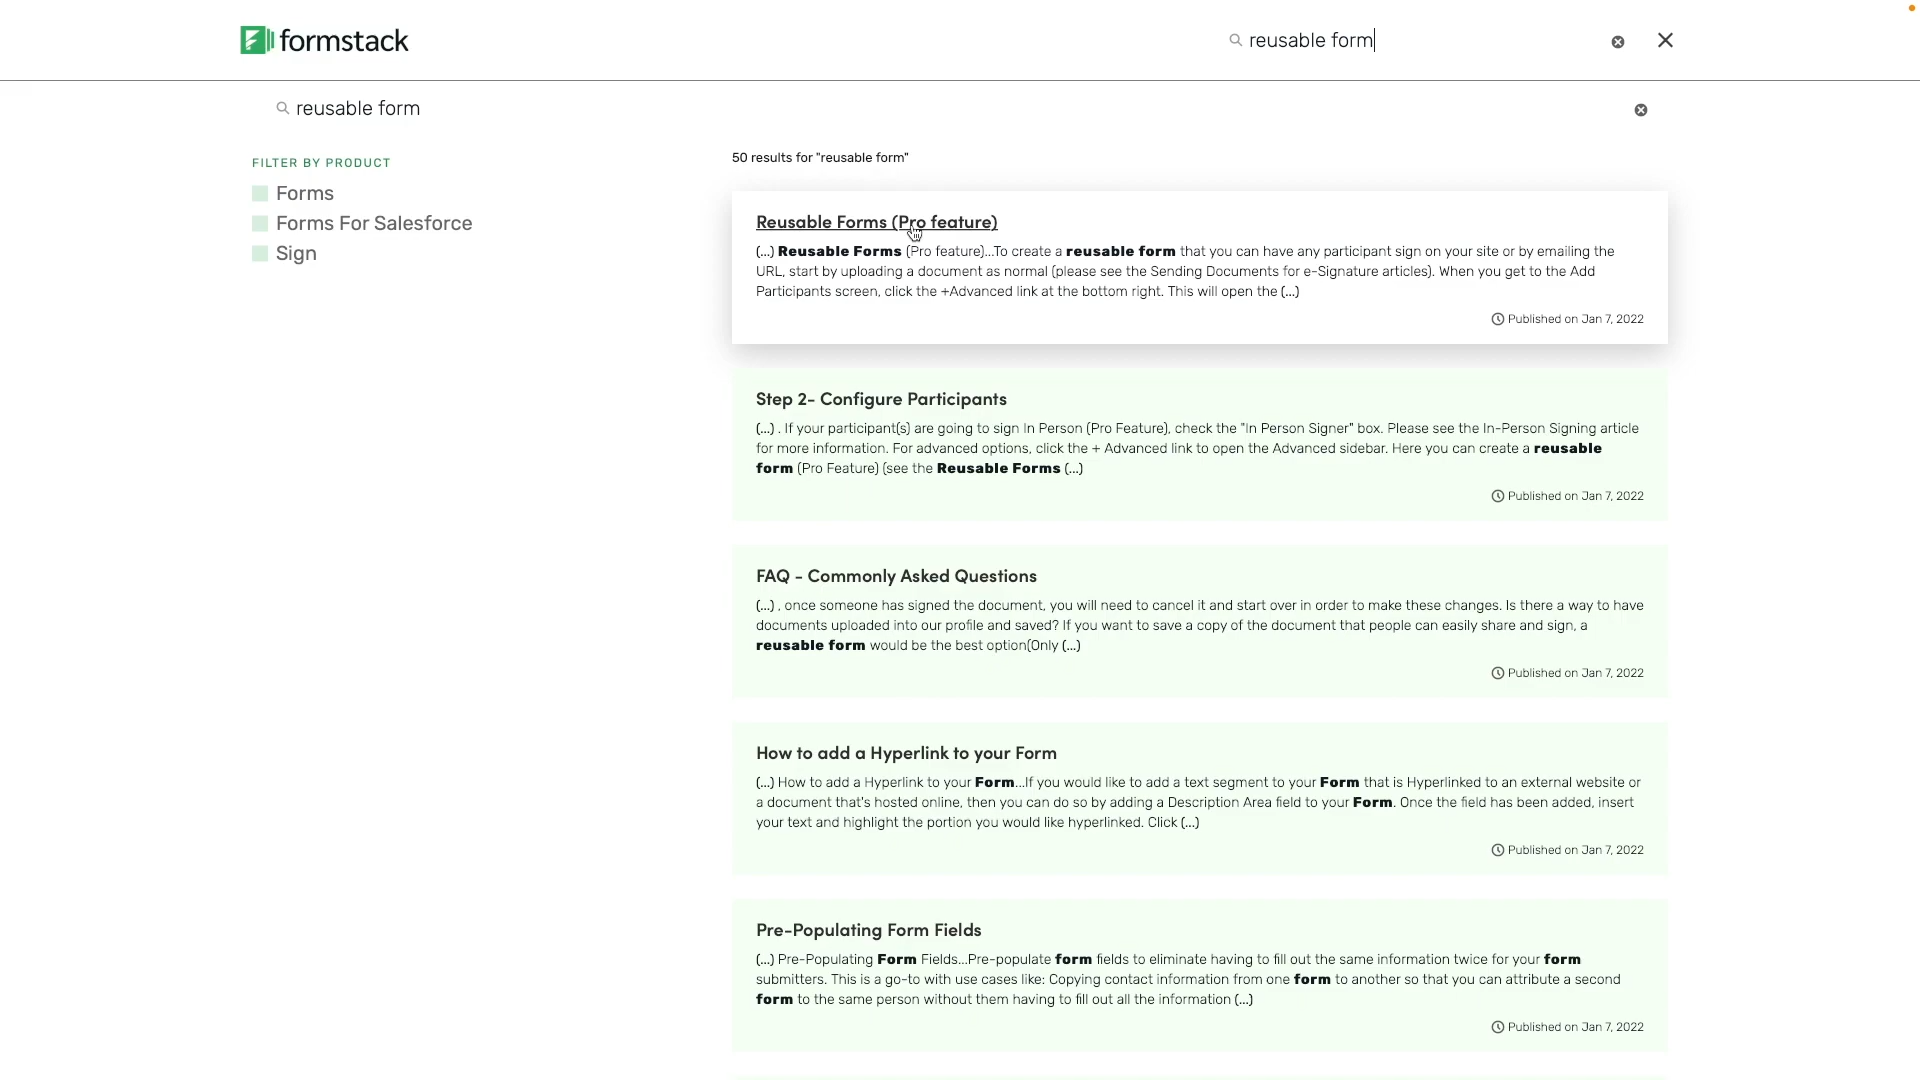 formstack
reusable form
reusable form
FILTER BY PRODUCT
Forms
Forms For Salesforce
Sign
50 results for "reusable form"
Reusable Forms (Pro feature)
(...) Reusable Forms (Pro feature)...To create a reusable form that you can have any participant sign on your site or by emailing the
URL, start by uploading a document as normal (please see the Sending Documents for e-Signature articles). When you get to the Add
Participants screen, click the +Advanced link at the bottom right. This will open the (...)
Published on Jan 7, 2022
Step 2- Configure Participants
(...) . If your participant(s) are going to sign In Person (Pro Feature), check the "In Person Signer" box. Please see the In-Person Signing article
for more information. For advanced options, click the + Advanced link to open the Advanced sidebar. Here you can create a reusable
form (Pro Feature) (see the Reusable Forms (...)
Published on Jan 7, 2022
FAQ - Commonly Asked Questions
(...) , once someone has signed the document, you will need to cancel it and start over in order to make these changes. Is there a way to have
documents uploaded into our profile and saved? If you want to save a copy of the document that people can easily share and sign, a
reusable form would be the best option(Only (...)
Published on Jan 7, 2022
How to add a Hyperlink to your Form
(...) How to add a Hyperlink to your Form...If you would like to add a text segment to your Form that is Hyperlinked to an external website or
a document that's hosted online, then you can do so by adding a Description Area field to your Form. Once the field has been added, insert
your text and highlight the portion you would like hyperlinked. Click (...)
Published on Jan 7, 2022
Pre-Populating Form Fields
(...) Pre-Populating Form Fields...Pre-populate form fields to eliminate having to fill out the same information twice for your form
submitters. This is a go-to with use cases like: Copying contact information from one form to another so that you can attribute a second
form to the same person without them having to fill out all the information (...)
Published on Jan 7, 2022